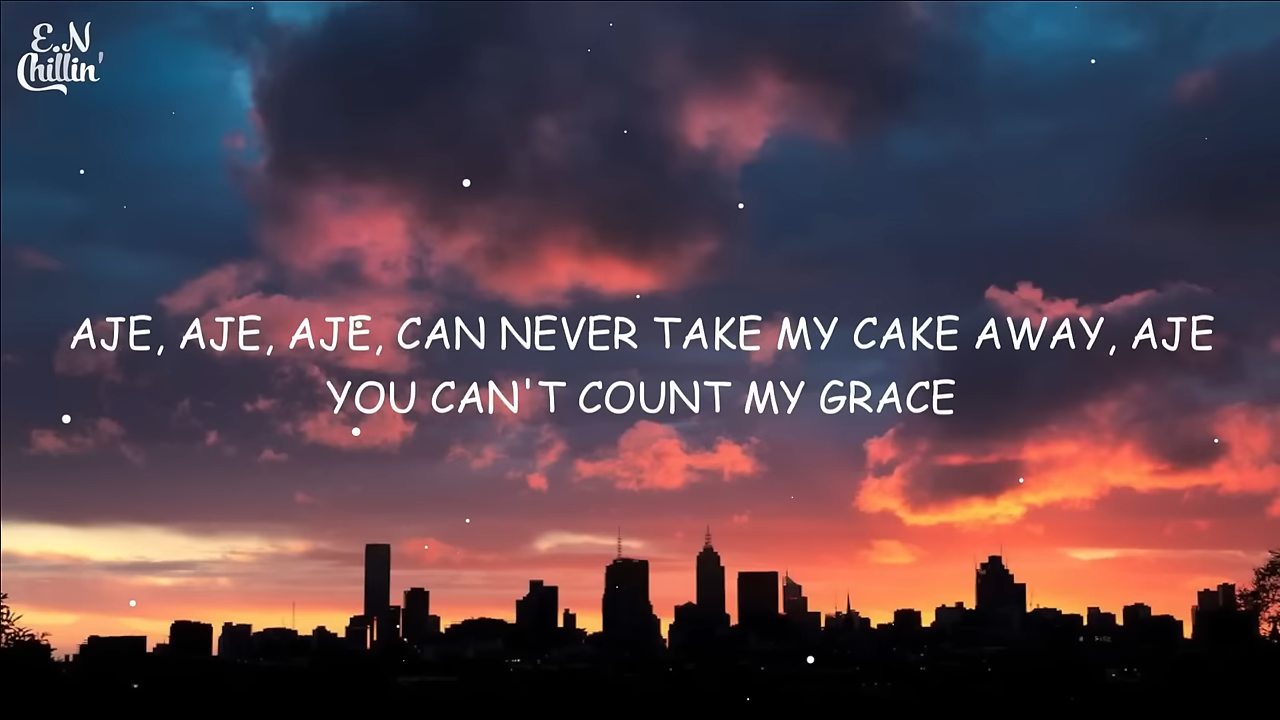 E.N
Chillin'
AJE, AJE, AJE, CAN NEVER TAKE MY CAKE AWAY, AJE
YOU CAN'T COUNT MY GRACE